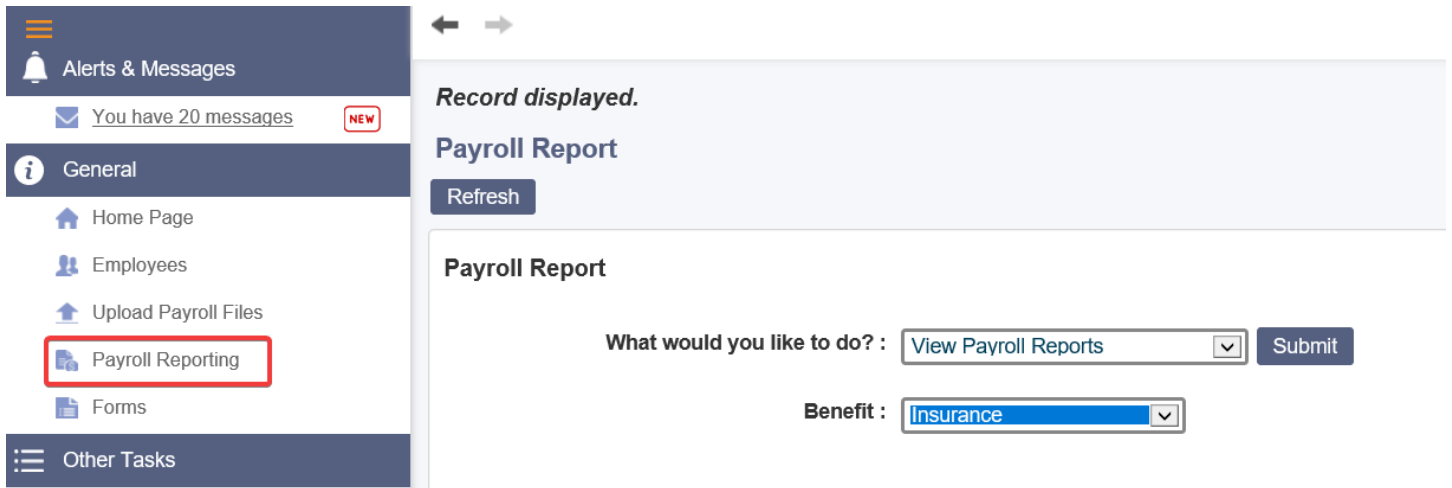 Alerts & Messages
You have 20 messages NEW
General
Home Page
Employees
Upload Payroll Files
Payroll Reporting
Forms
Other Tasks
Record displayed.
Payroll Report
Refresh
Payroll Report
What would you like to do? : View Payroll Reports Submit
Benefit : Insurance